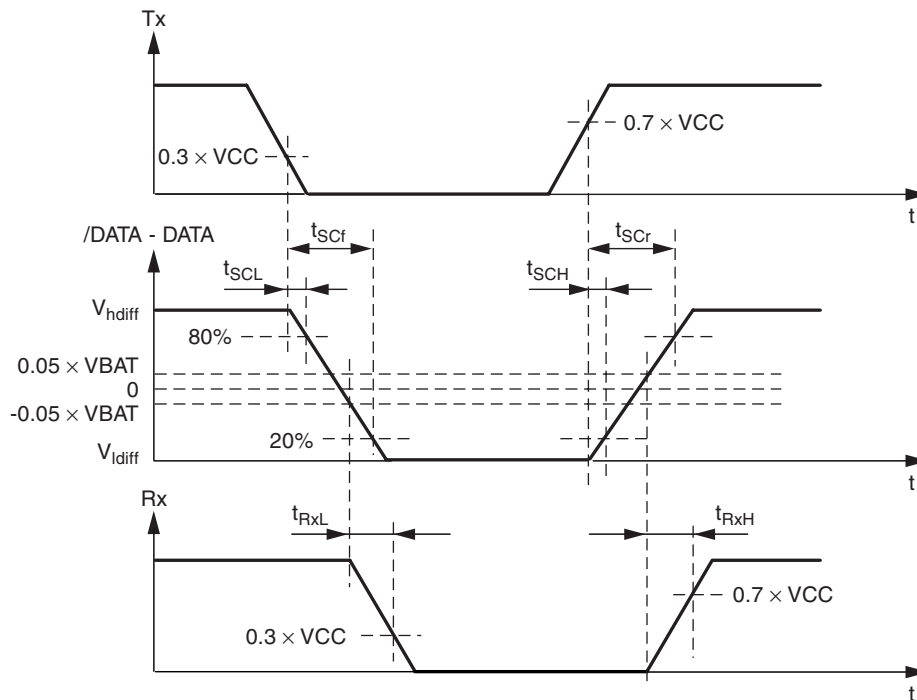 Tx
0.3 × VCC
0.7 × VCC
t
/DATA - DATA
tSCf
tSCr
tSCL
tSCH
Vhdiff
80%
0.05 × VBAT
0
-0.05 × VBAT
20%
Vldiff
t
Rx
tRxL
tRxH
0.7 × VCC
0.3 × VCC
t